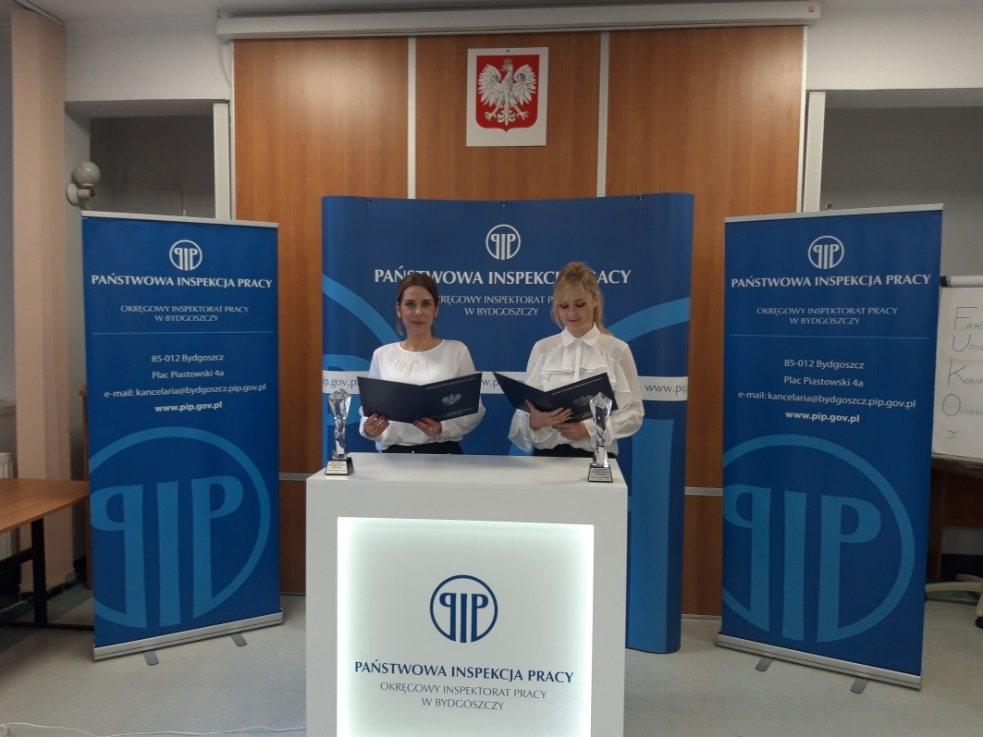 PIP
PAŃSTWOWA INSPEKCJA PRACY
OKRĘGOWY INSPEKTORAT PRACY
W BYDGOSZCZY
85-012 Bydgoszcz
Plac Piastowski 4a
e-mail: kancelaria@bydgoszcz.pip.gov.pl
www.pip.gov.pl
PIP
PIP
PAŃSTWOWA INSPEKCJA PRACY
OKRĘGOWY INSPEKTORAT
W BYDGOSZCZY
pip.gov.pl
www.pip
PIP
PAŃSTWOWA INSPEKCJA PRACY
OKRĘGOWY INSPEKTORAT PRACY
W BYDGOSZCZY
85-012 Bydgoszcz
Plac Piastowski 4a
e-mail: kancelaria@bydgoszcz.pip.gov.pl
www.pip.gov.pl
PIP
F
U
K
O
PIP
PAŃSTWOWA INSPEKCJA PRACY
OKRĘGOWY INSPEKTORAT PRACY
W BYDGOSZCZY